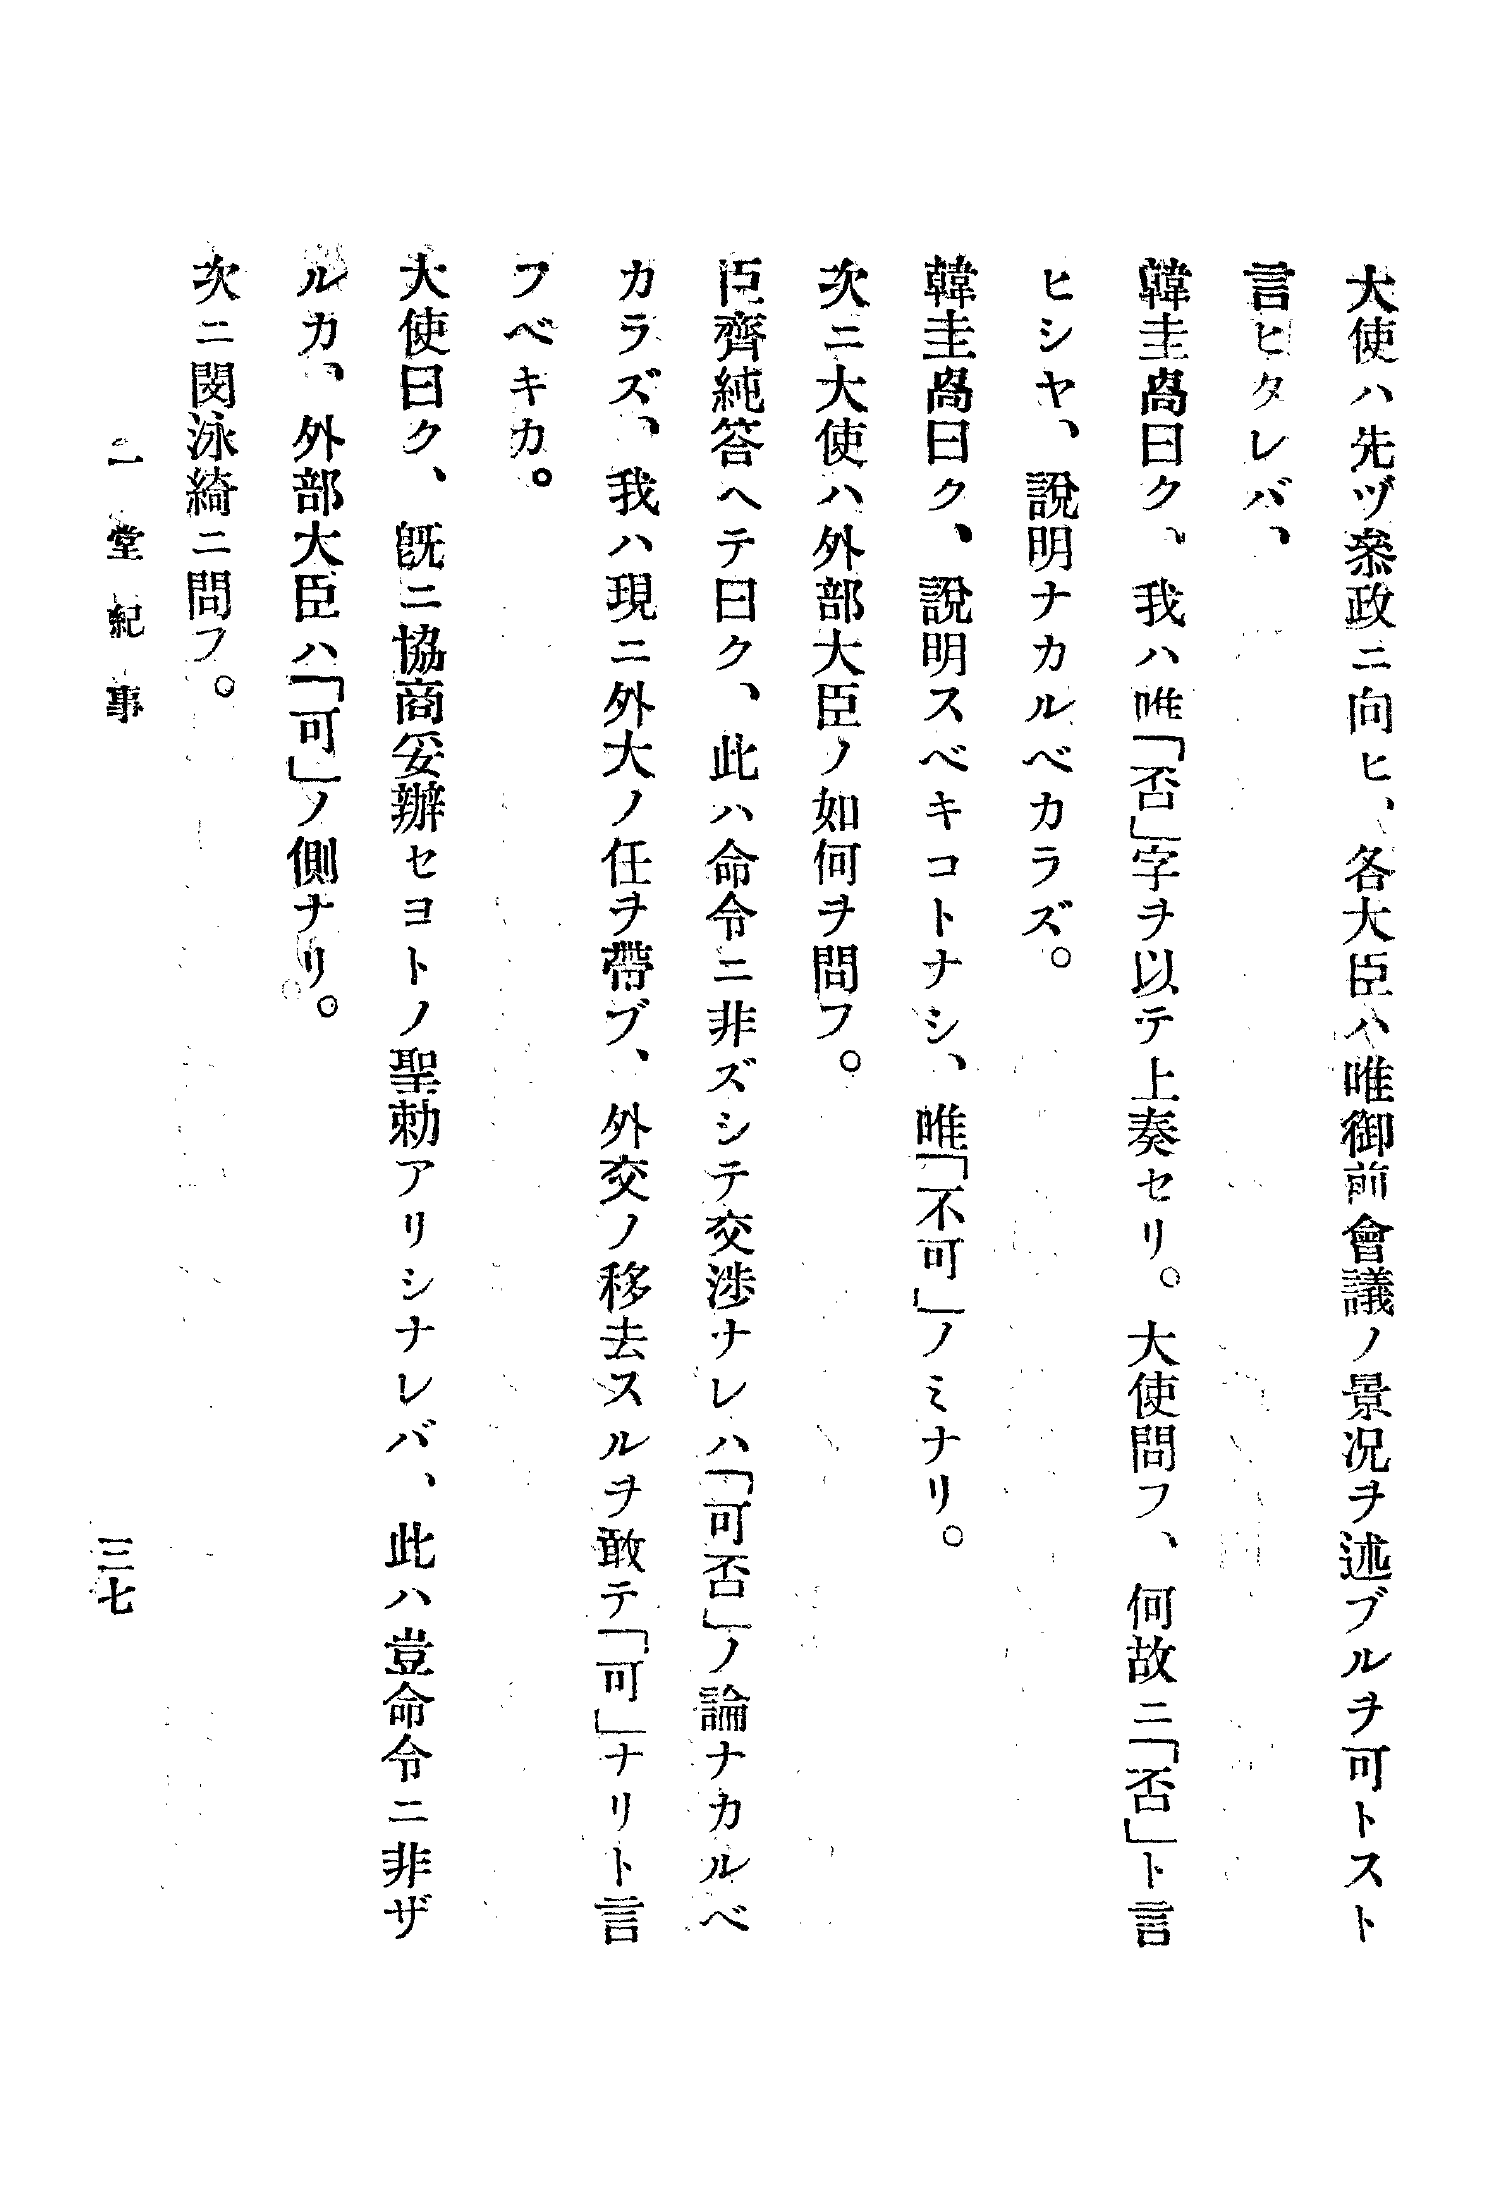 大使ハ先ヅ叅政ニ向ヒ、各大臣ハ唯御前會議ノ景況ヲ述ブルヲ可トスト
言ヒタレバ、
韓圭卨曰ク、我ハ唯「否」字ヲ以テ上奏セリ。大使問フ、何故ニ「否」ト言
ヒシヤ、說明ナカルベカラズ。
韓圭卨曰ク、說明スベキコトナシ、唯「不可」ノミナリ。
次ニ大使ハ外部大臣ノ如何ヲ問フ。
臣齊純答ヘテ曰ク、此ハ命令ニ非ズシテ交涉ナレハ「可否」ノ論ナカルベ
カラズ、我ハ現ニ外大ノ任ヲ帶ブ、外交ノ移去スルヲ敢テ「可」ナリト言
フベキカ。
大使曰ク、旣ニ協商妥辦セヨトノ聖勅アリシナレバ、此ハ豈命令ニ非ザ
ルカ、外部大臣ハ「可」ノ側ナリ。
次ニ閔泳綺ニ問フ。
一堂紀事
三七